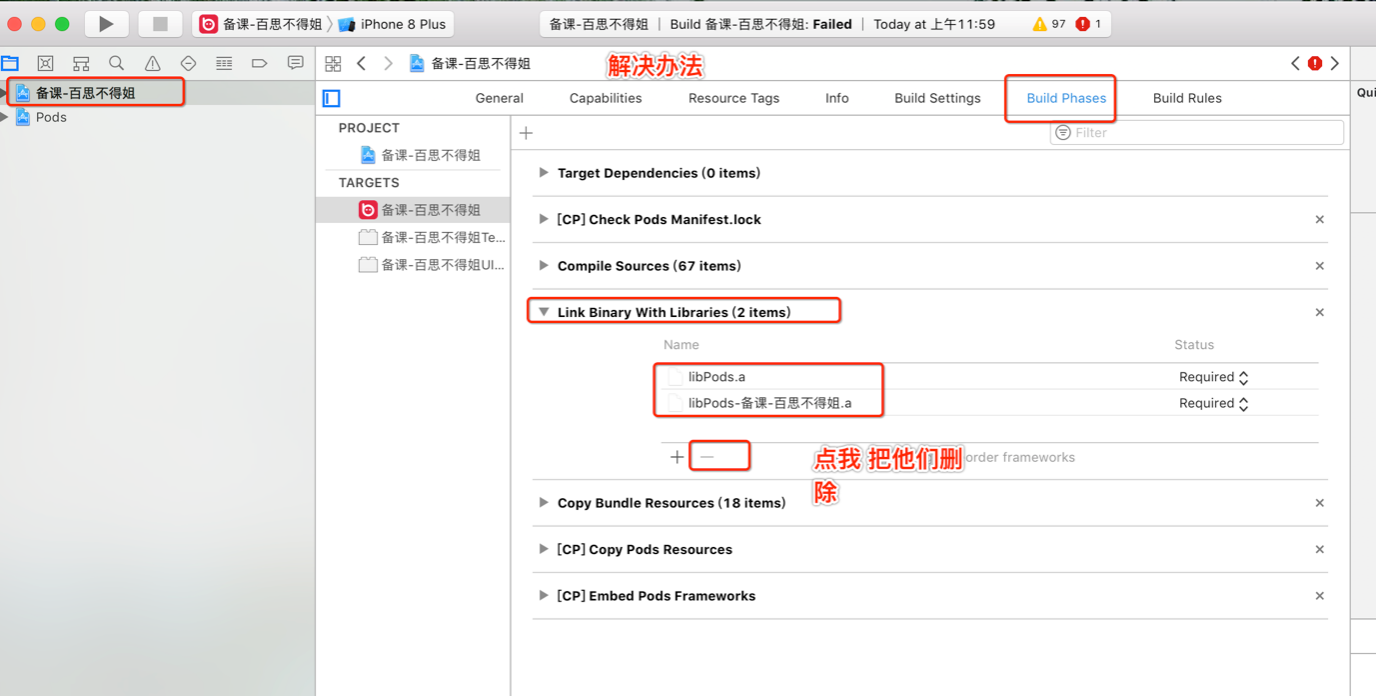 备课-百思不得姐 iPhone 8 Plus
备课-百思不得姐 | Build 备课-百思不得姐: Failed | Today at 上午11:59 97 1
备课-百思不得姐
解决办法
备课-百思不得姐
Pods
General Capabilities Resource Tags Info Build Settings Build Phases Build Rules
Qui
PROJECT
备课-百思不得姐
TARGETS
备课-百思不得姐
备课-百思不得姐Te...
备课-百思不得姐UI...
Filter
Target Dependencies (0 items)
[CP] Check Pods Manifest.lock
Compile Sources (67 items)
Link Binary With Libraries (2 items)
Name Status
libPods.a Required
libPods-备课-百思不得姐.a Required
点我 把他们删
除
order frameworks
Copy Bundle Resources (18 items)
[CP] Copy Pods Resources
[CP] Embed Pods Frameworks